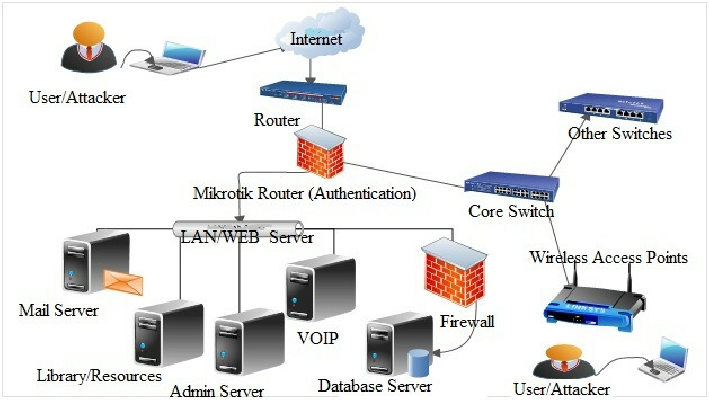 Internet
User/Attacker
Router
Other Switches
Mikrotik Router (Authentication)
Core Switch
LAN/WEB Server
Wireless Access Points
Mail Server
Firewall
LINKSYS
VOIP
Library/Resources
Admin Server
Database Server
User/Attacker